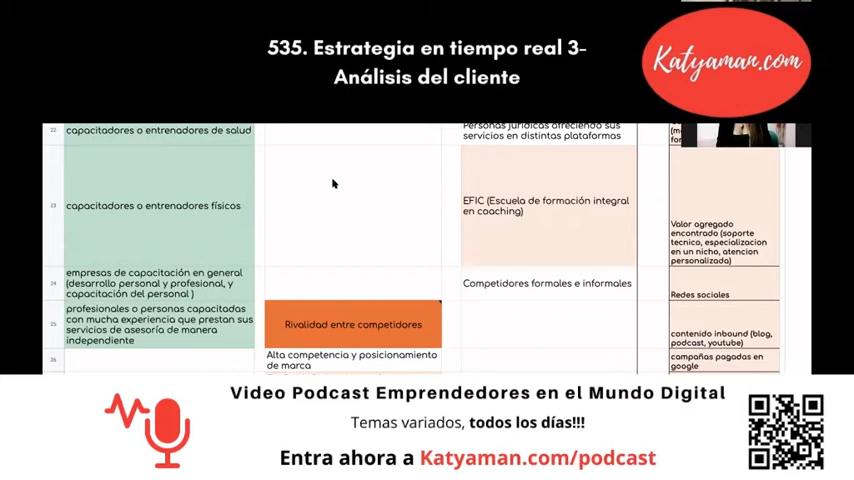 535. Estrategia en tiempo real 3-
Análisis del cliente
Katyaman.com
22
capacitadores o entrenadores de salud
Personas jurídicas ofreciendo sus
servicios en distintas plataformas
23
capacitadores o entrenadores físicos
EFIC (Escuela de formación integral
en coaching)
Valor agregado
encontrado (soporte
tecnico, especializacion
en un nicho, atencion
personalizada)
24
empresas de capacitación en general
(desarrollo personal y profesional, y
capacitación del personal )
Competidores formales e informales
Redes sociales
25
profesionales o personas capacitadas
con mucha experiencia que prestan sus
servicios de asesoría de manera
independiente
Rivalidad entre competidores
contenido inbound (blog,
podcast, youtube)
26
Alta competencia y posicionamiento
de marca
campañas pagadas en
google
Video Podcast Emprendedores en el Mundo Digital
Temas variados, todos los días!!!
Entra ahora a Katyaman.com/podcast